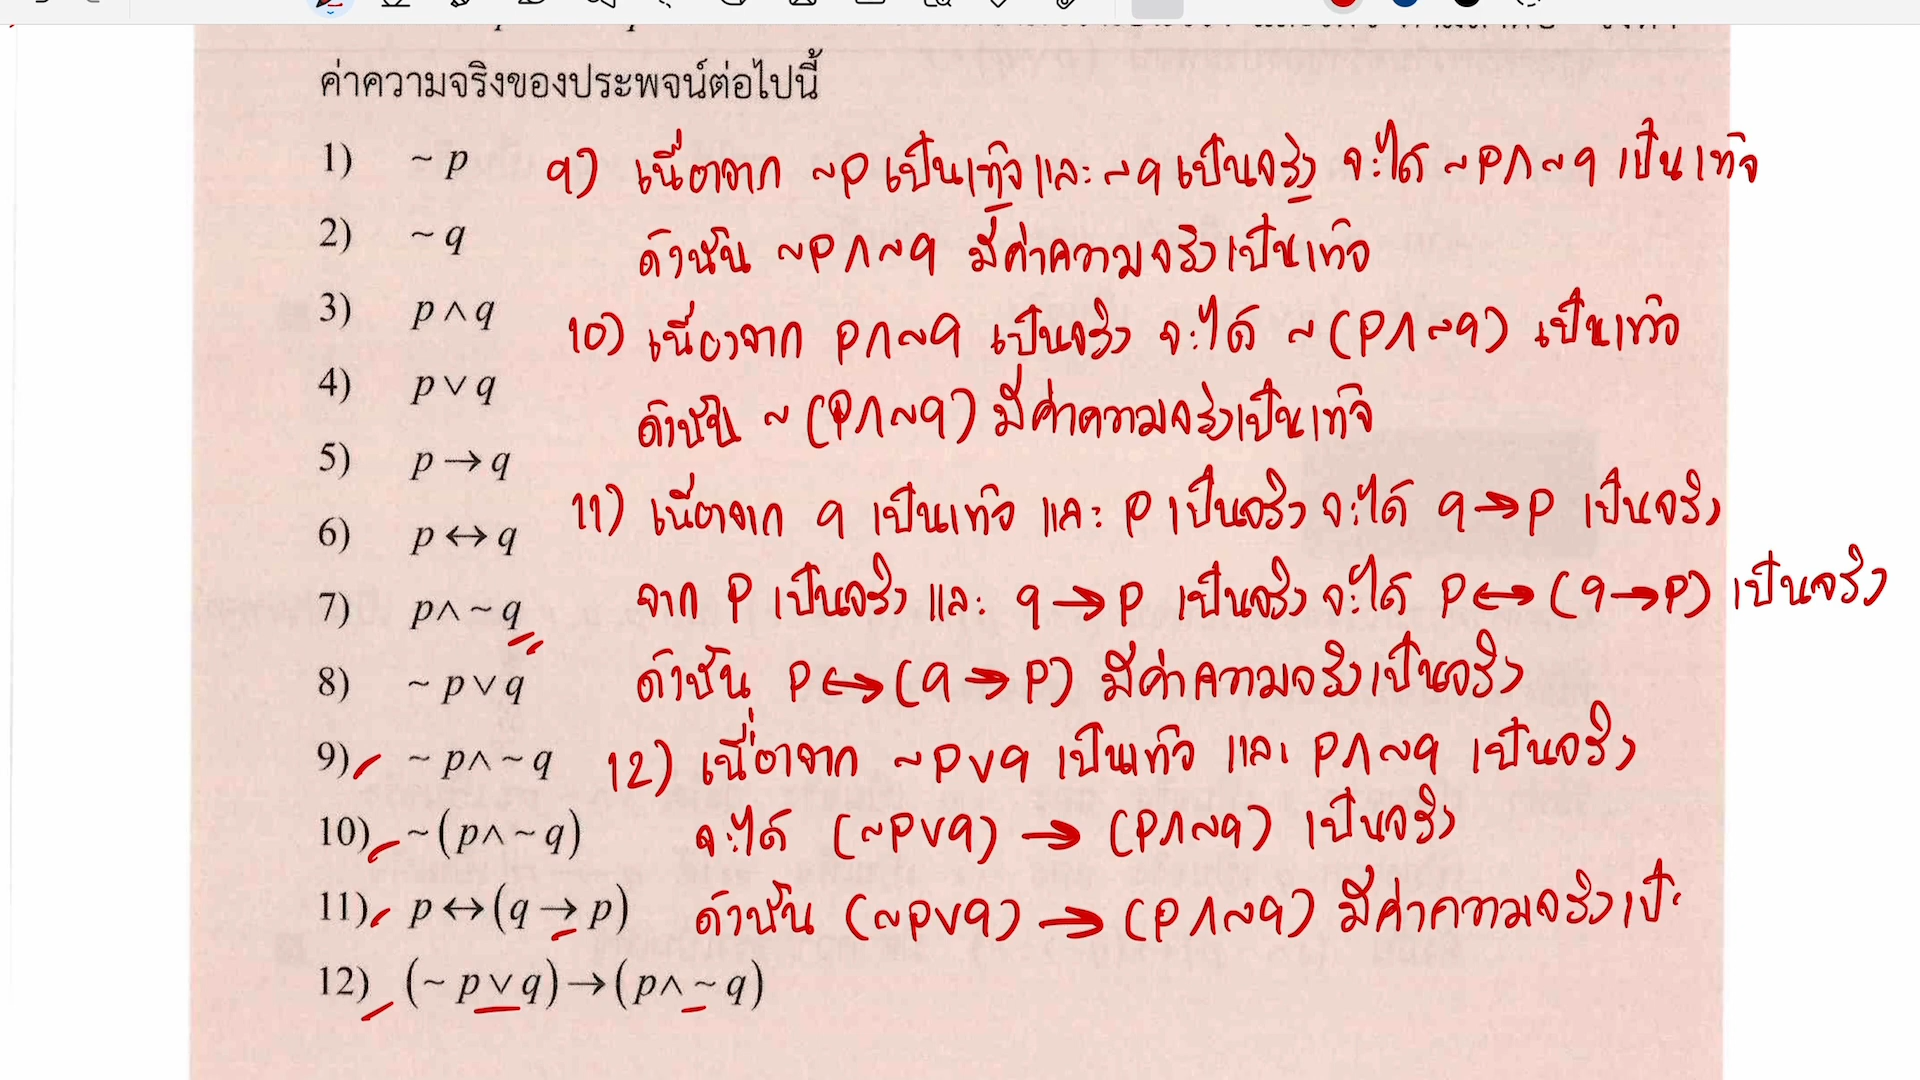 ค่าความจริงของประพจน์ต่อไปนี้
1) ~ p
2) ~ q
3) p ∧ q
4) p ∨ q
5) p → q
6) p ↔ q
7) p ∧ ~ q
8) ~ p ∨ q
9) ~ p ∧ ~ q
10) ~ (p ∧ ~ q)
11) p ↔ (q → p)
12) (~ p ∨ q) → (p ∧ ~ q)
9) เนื่องจาก ~p เป็นเท็จ และ ~q เป็นจริง จะได้ ~p∧~q เป็นเท็จ
ดังนั้น ~p∧~q มีค่าความจริงเป็นเท็จ
10) เนื่องจาก p∧~q เป็นจริง จะได้ ~(p∧~q) เป็นเท็จ
ดังนั้น ~(p∧~q) มีค่าความจริงเป็นเท็จ
11) เนื่องจาก q เป็นเท็จ และ p เป็นจริง จะได้ q→p เป็นจริง
จาก p เป็นจริง และ q→p เป็นจริง จะได้ p↔(q→p) เป็นจริง
ดังนั้น p↔(q→p) มีค่าความจริงเป็นจริง
12) เนื่องจาก ~p∨q เป็นเท็จ และ p∧~q เป็นจริง
จะได้ (~p∨q) → (p∧~q) เป็นจริง
ดังนั้น (~p∨q) → (p∧~q) มีค่าความจริงเป็